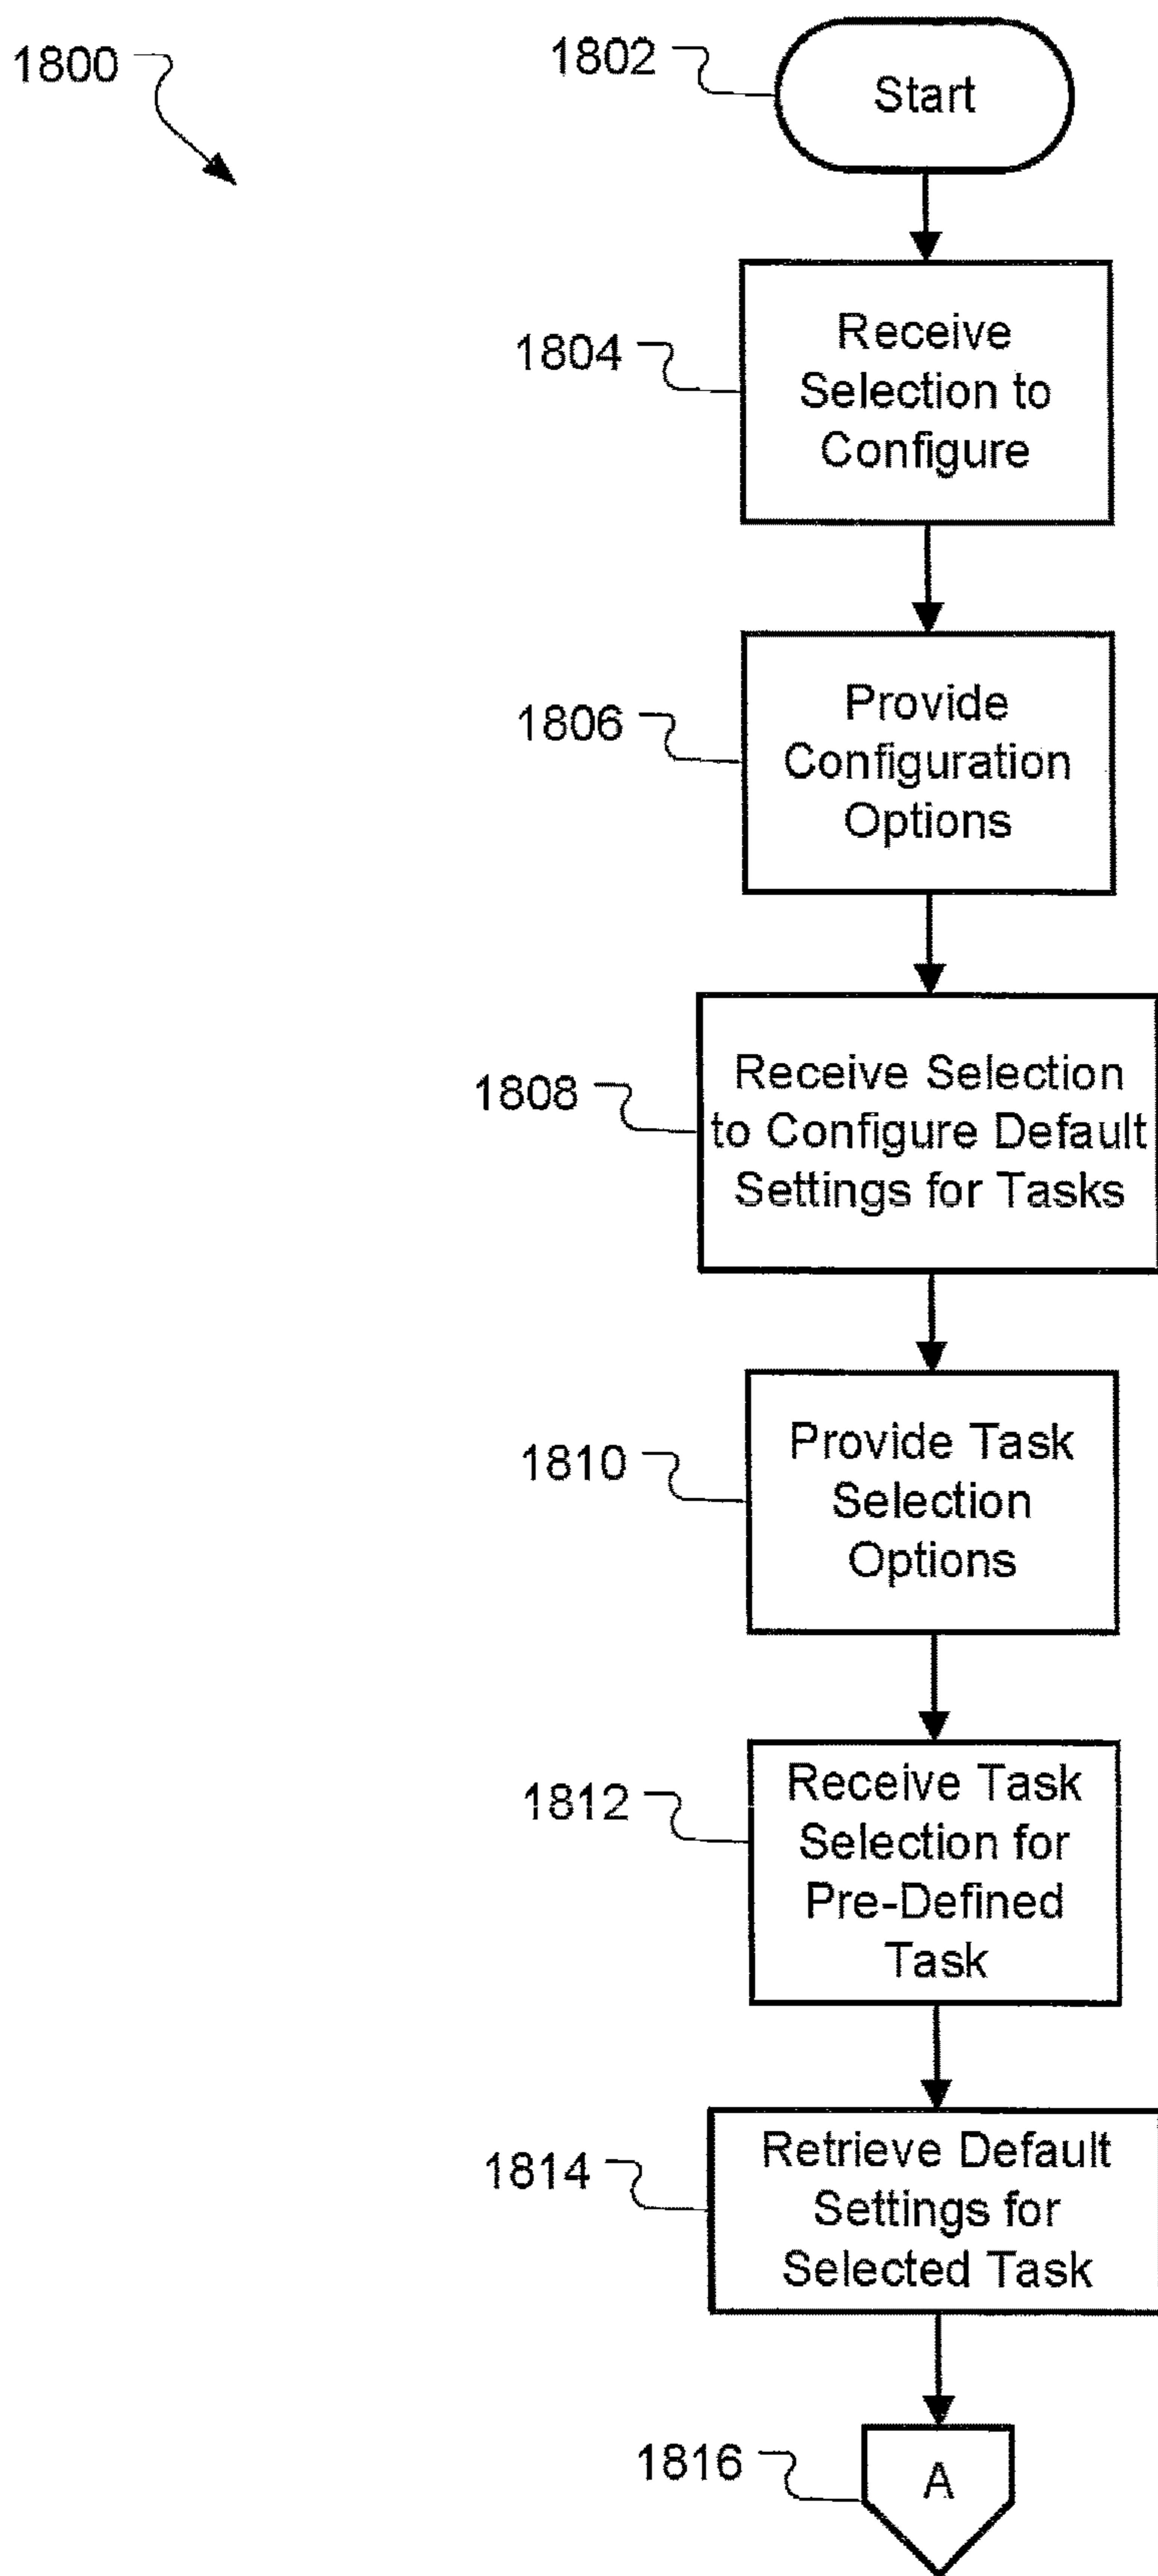 1800
1802
Start
1804
Receive
Selection to
Configure
1806
Provide
Configuration
Options
1808
Receive Selection
to Configure Default
Settings for Tasks
1810
Provide Task
Selection
Options
1812
Receive Task
Selection for
Pre-Defined
Task
1814
Retrieve Default
Settings for
Selected Task
1816
A